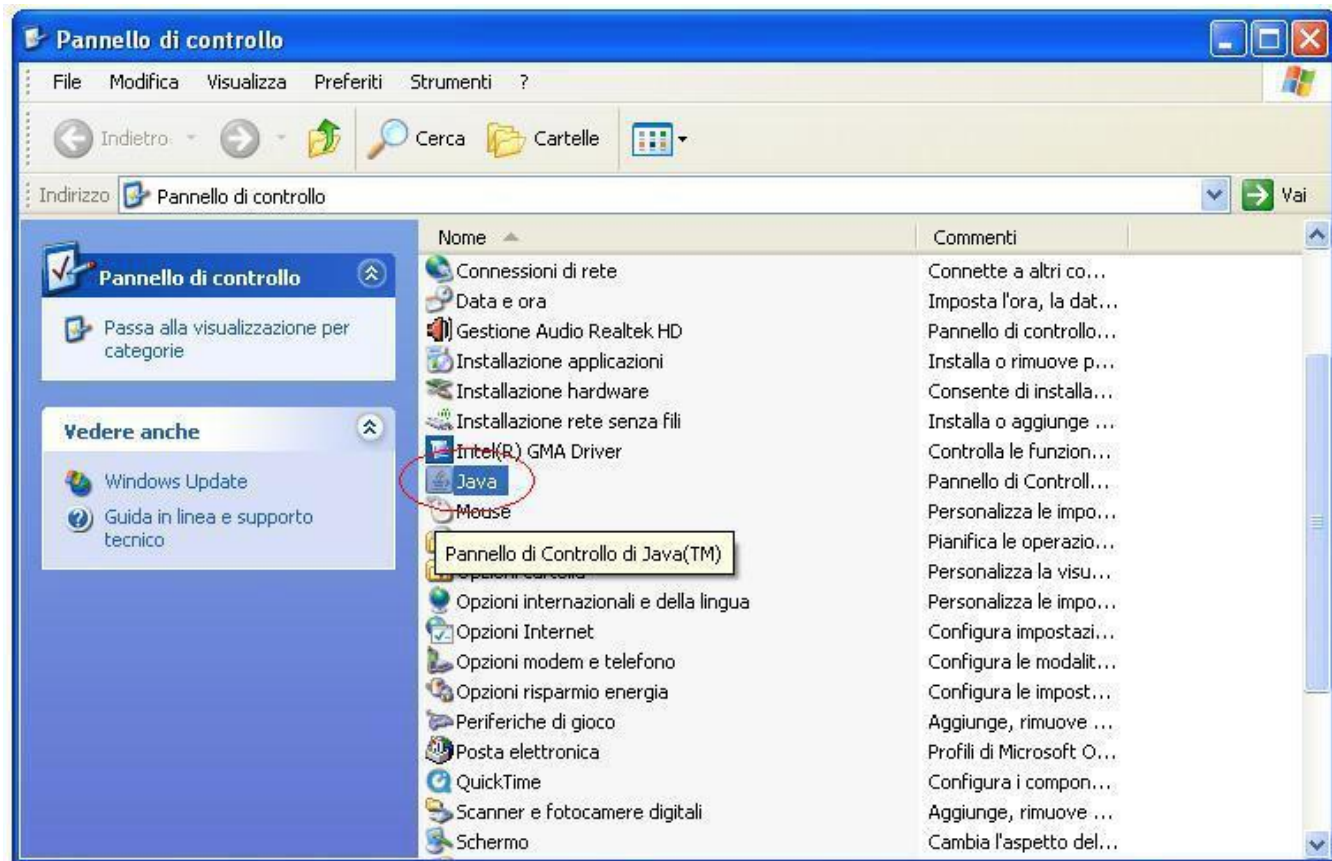 Pannello di controllo
File Modifica Visualizza Preferiti Strumenti ?
Indietro Cerca Cartelle
Indirizzo Pannello di controllo Vai
Pannello di controllo
Passa alla visualizzazione per
categorie
Vedere anche
Windows Update
Guida in linea e supporto
tecnico
Nome Commenti
Connessioni di rete Connette a altri co...
Data e ora Imposta l'ora, la dat...
Gestione Audio Realtek HD Pannello di controllo...
Installazione applicazioni Installa o rimuove p...
Installazione hardware Consente di installa...
Installazione rete senza fili Installa o aggiunge ...
Intel(R) GMA Driver Controlla le funzion...
Java Pannello di Controll...
Mouse Personalizza le impo...
Pianifica le operazio...
Pannello di Controllo di Java(TM)
Opzioni cartella Personalizza la visu...
Opzioni internazionali e della lingua Personalizza le impo...
Opzioni Internet Configura impostazi...
Opzioni modem e telefono Configura le modalit...
Opzioni risparmio energia Configura le impost...
Periferiche di gioco Aggiunge, rimuove ...
Posta elettronica Profili di Microsoft O...
QuickTime Configura i compon...
Scanner e fotocamere digitali Aggiunge, rimuove ...
Schermo Cambia l'aspetto del...